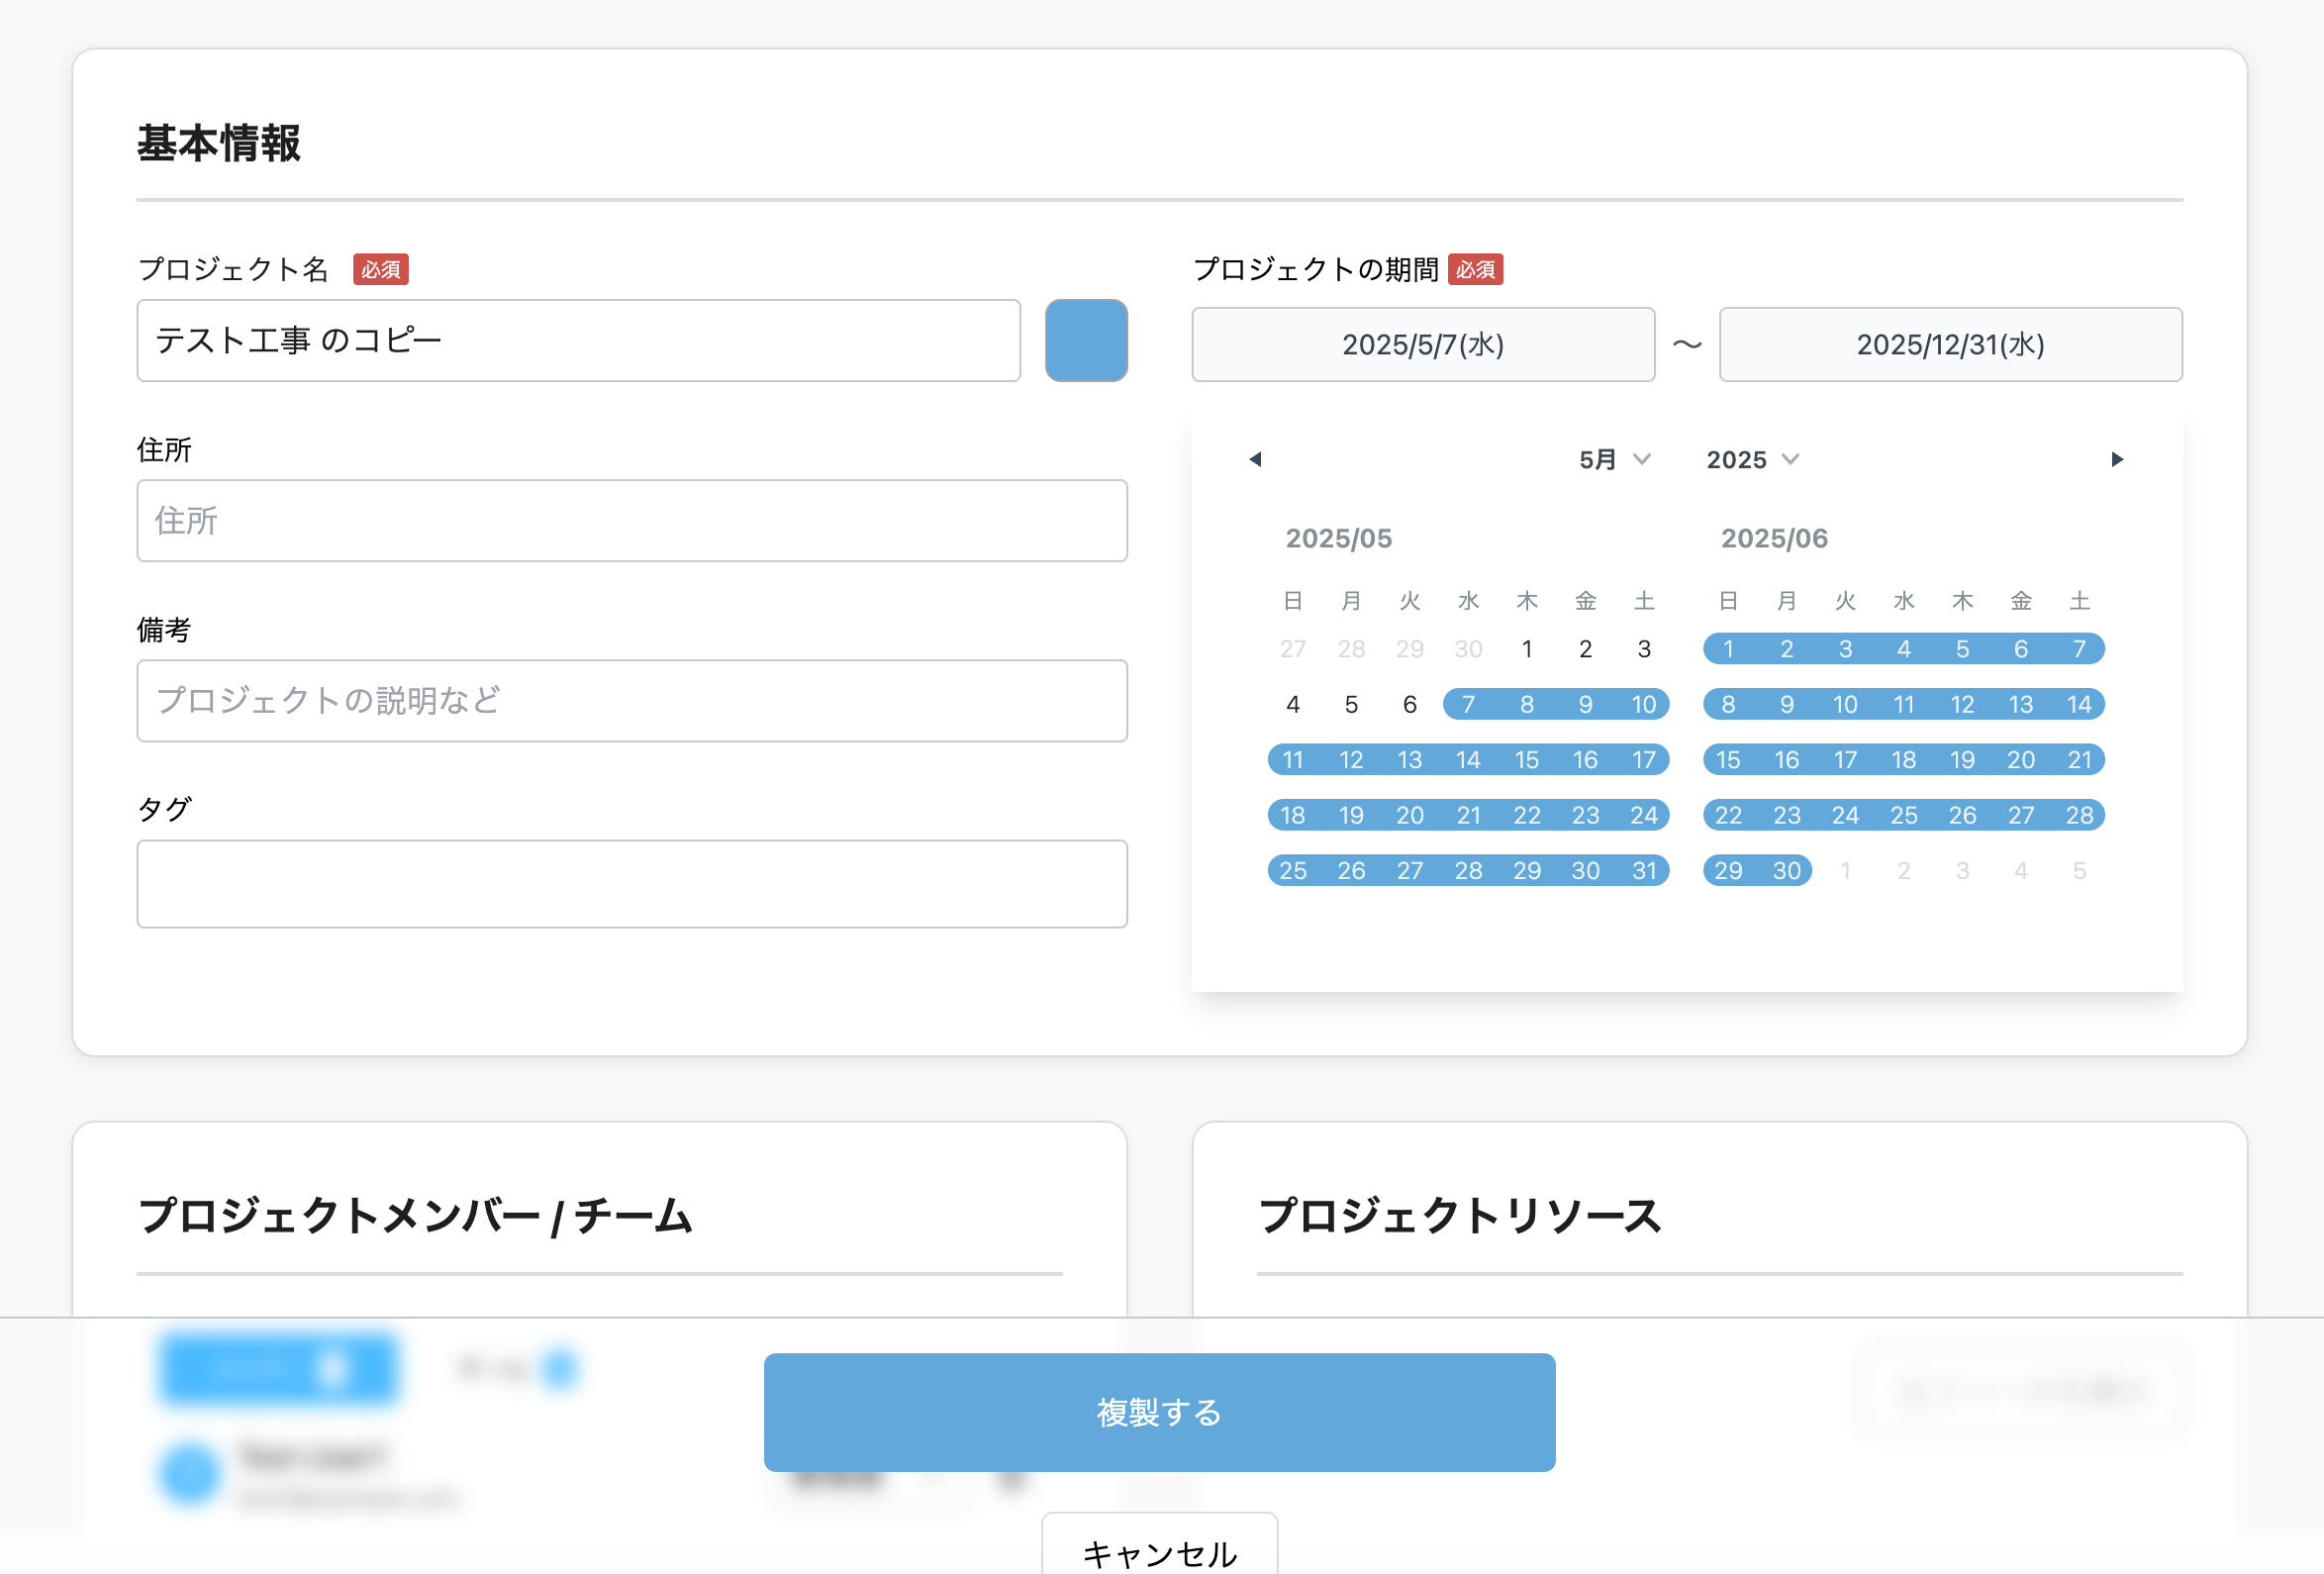 基本情報
プロジェクト名 必須
テスト工事 のコピー
住所
住所
備考
プロジェクトの説明など
タグ
プロジェクトの期間 必須
2025/5/7(水) ～ 2025/12/31(水)
5月 2025
2025/05
日 月 火 水 木 金 土
27 28 29 30 1 2 3
4 5 6 7 8 9 10
11 12 13 14 15 16 17
18 19 20 21 22 23 24
25 26 27 28 29 30 31
2025/06
日 月 火 水 木 金 土
1 2 3 4 5 6 7
8 9 10 11 12 13 14
15 16 17 18 19 20 21
22 23 24 25 26 27 28
29 30 1 2 3 4 5
プロジェクトメンバー / チーム
プロジェクトリソース
複製する
キャンセル